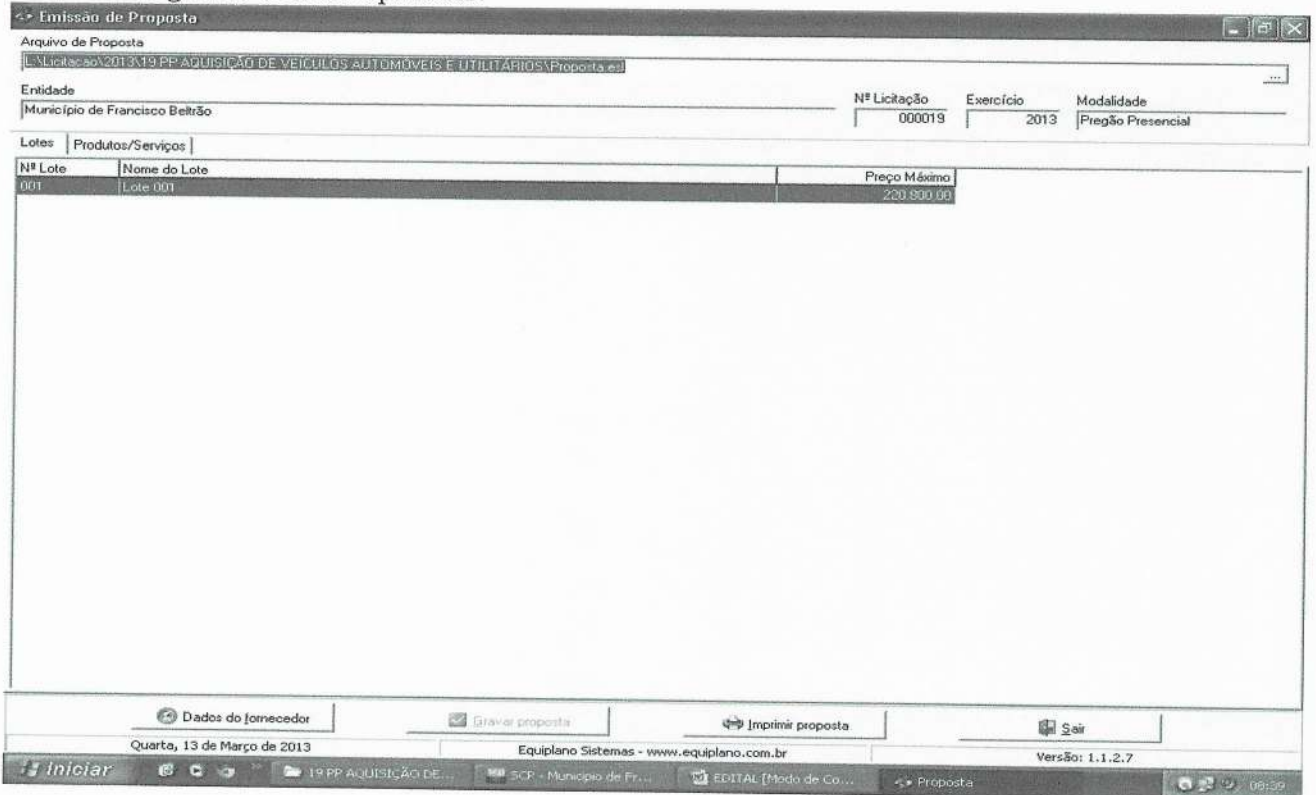 Emissão de Proposta
Arquivo de Proposta
L:\Licitacao\2013\19 PP AQUISIÇÃO DE VEÍCULOS AUTOMÓVEIS E UTILITÁRIOS\Proposta.esl
...
Entidade
Nº Licitação Exercício Modalidade
Município de Francisco Beltrão 000019 2013 Pregão Presencial
Lotes Produtos/Serviços
Nº Lote Nome do Lote Preço Máximo
001 Lote 001 220.800,00
Dados do fornecedor Gravar proposta Imprimir proposta Sair
Quarta, 13 de Março de 2013 Equiplano Sistemas - www.equiplano.com.br Versão: 1.1.2.7
Iniciar 19 PP AQUISIÇÃO DE... SCP - Municipio de Fr... EDITAL [Modo de Co... Proposta 08:39